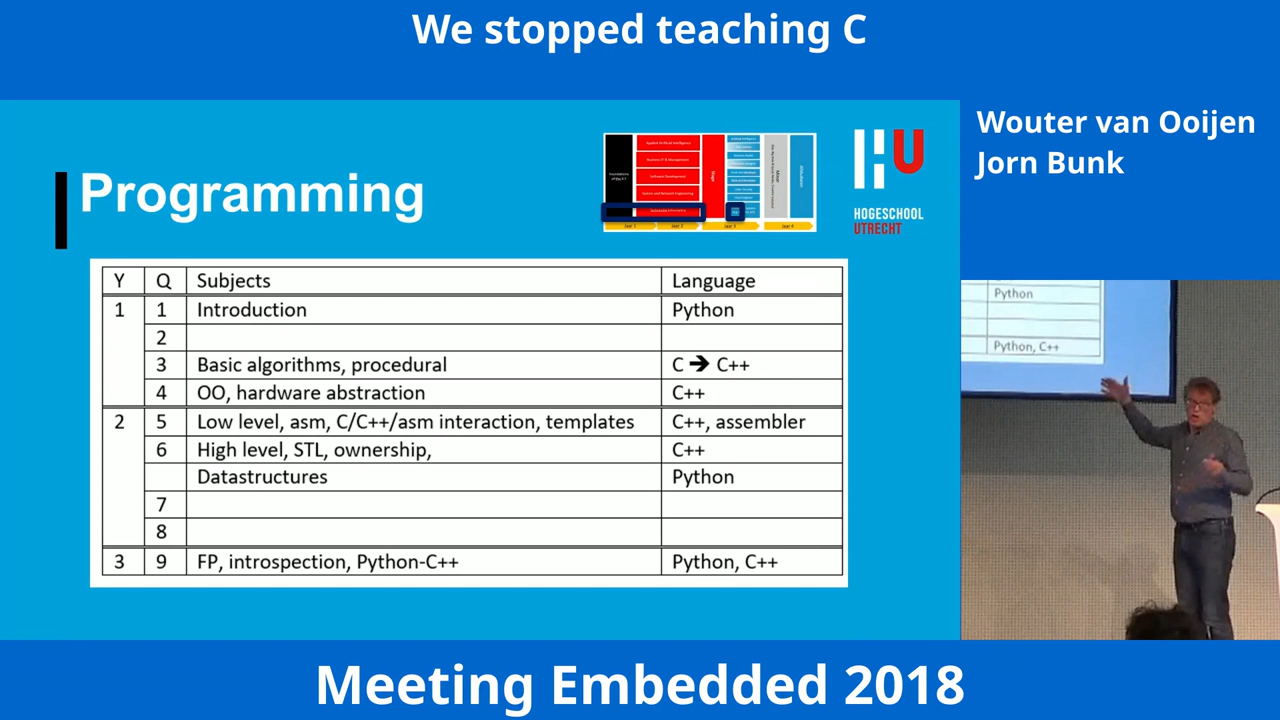 We stopped teaching C
Wouter van Ooijen
Jorn Bunk
Programming
HOGESCHOOL
UTRECHT
Y Q Subjects Language
1 1 Introduction Python
2
3 Basic algorithms, procedural C ➔ C++
4 OO, hardware abstraction C++
2 5 Low level, asm, C/C++/asm interaction, templates C++, assembler
6 High level, STL, ownership, C++
Datastructures Python
7
8
3 9 FP, introspection, Python-C++ Python, C++
Python
Python, C++
Meeting Embedded 2018